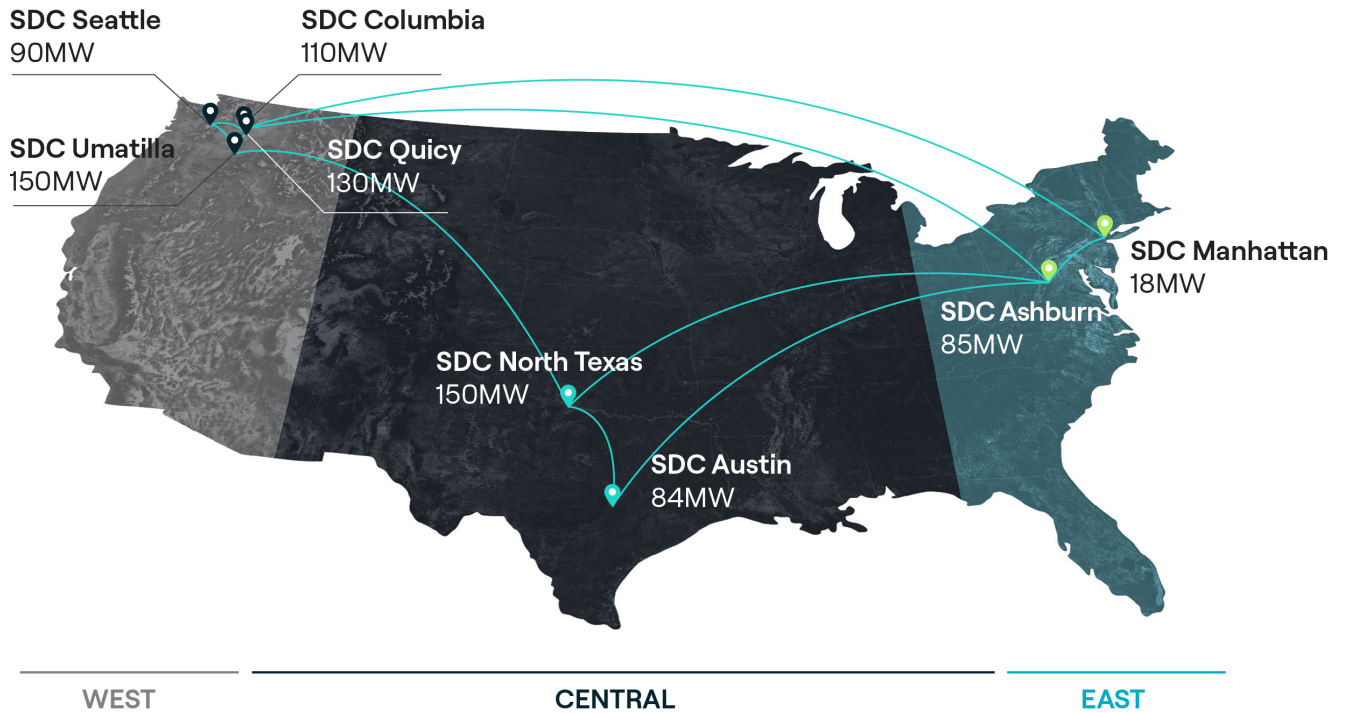 SDC Seattle
90MW
SDC Columbia
110MW
SDC Umatilla
150MW
SDC Quicy
130MW
SDC Manhattan
18MW
SDC Ashburn
85MW
SDC North Texas
150MW
SDC Austin
84MW
WEST
CENTRAL
EAST